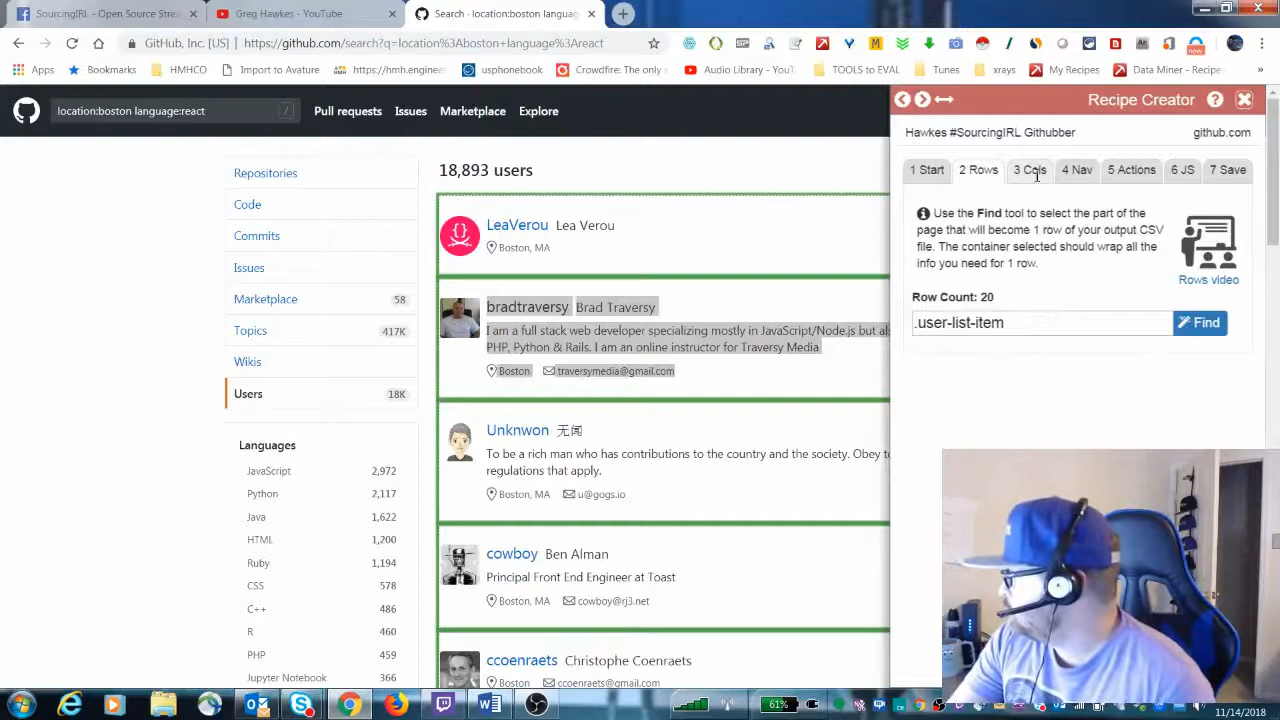 SourcingIRL - Open Source Stream
Greg Hawkes - YouTube
Search · location:boston languag
GitHub, Inc [US]
https://github.com/search?q=location%3Aboston+language%3Areact
Apps
Bookmarks
HMHCO
Import to Avature
https://hmhavature
usphonebook
Crowdfire: The only
Audio Library - YouT
TOOLS to EVAL
Tunes
xrays
My Recipes
Data Miner - Recipe
»
location:boston language:react
/
Pull requests
Issues
Marketplace
Explore
Repositories
Code
Commits
Issues
Marketplace 58
Topics 417K
Wikis
Users 18K
Languages
JavaScript 2,972
Python 2,117
Java 1,622
HTML 1,200
Ruby 1,194
CSS 578
C++ 486
R 460
PHP 459
Jupyter Notebook 366
18,893 users
LeaVerou Lea Verou
Boston, MA
bradtraversy Brad Traversy
I am a full stack web developer specializing mostly in JavaScript/Node.js but al
PHP, Python & Rails. I am an online instructor for Traversy Media
Boston traversymedia@gmail.com
Unknwon 无闻
To be a rich man who has contributions to the country and the society. Obey
regulations that apply.
Boston, MA u@gogs.io
cowboy Ben Alman
Principal Front End Engineer at Toast
Boston, MA cowboy@rj3.net
ccoenraets Christophe Coenraets
Boston, MA ccoenraets@gmail.com
Recipe Creator
Hawkes #SourcingIRL Githubber github.com
1 Start
2 Rows
3 Cols
4 Nav
5 Actions
6 JS
7 Save
Use the Find tool to select the part of the
page that will become 1 row of your output CSV
file. The container selected should wrap all the
info you need for 1 row.
Rows video
Row Count: 20
.user-list-item
Find
61%
11/14/2018